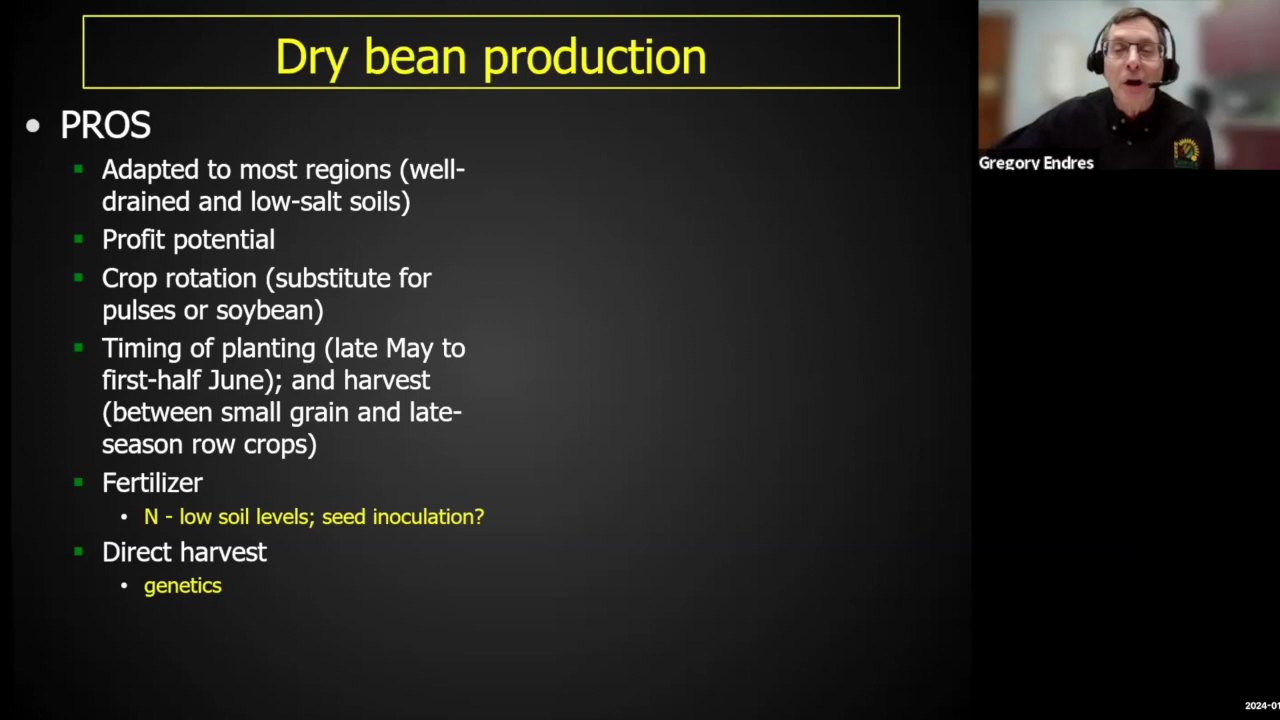 Dry bean production
• PROS
▪ Adapted to most regions (well-
drained and low-salt soils)
▪ Profit potential
▪ Crop rotation (substitute for
pulses or soybean)
▪ Timing of planting (late May to
first-half June); and harvest
(between small grain and late-
season row crops)
▪ Fertilizer
• N - low soil levels; seed inoculation?
▪ Direct harvest
• genetics
Gregory Endres
2024-01